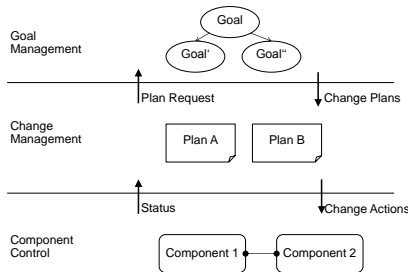 Goal
Management
Goal
Goal‘
Goal“
Plan Request
Change Plans
Change
Management
Plan A
Plan B
Status
Change Actions
Component
Control
Component 1
Component 2